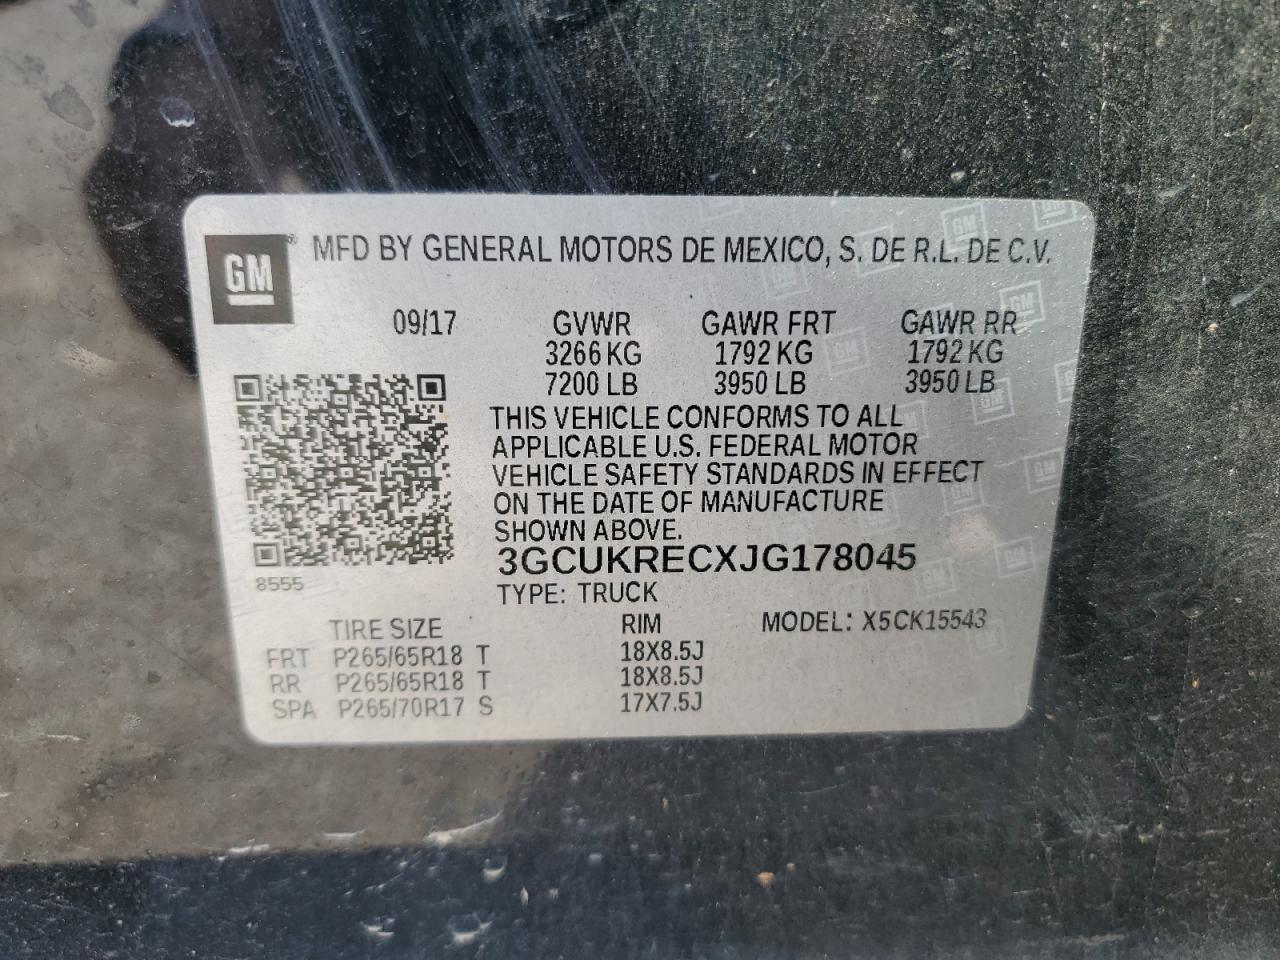 GM
MFD BY GENERAL MOTORS DE MEXICO, S. DE R.L. DE C.V.
09/17 GVWR GAWR FRT GAWR RR
3266 KG 1792 KG 1792 KG
7200 LB 3950 LB 3950 LB
THIS VEHICLE CONFORMS TO ALL
APPLICABLE U.S. FEDERAL MOTOR
VEHICLE SAFETY STANDARDS IN EFFECT
ON THE DATE OF MANUFACTURE
SHOWN ABOVE.
3GCUKRECXJG178045
8555
TYPE: TRUCK
TIRE SIZE RIM MODEL: X5CK15543
FRT P265/65R18 T 18X8.5J
RR P265/65R18 T 18X8.5J
SPA P265/70R17 S 17X7.5J